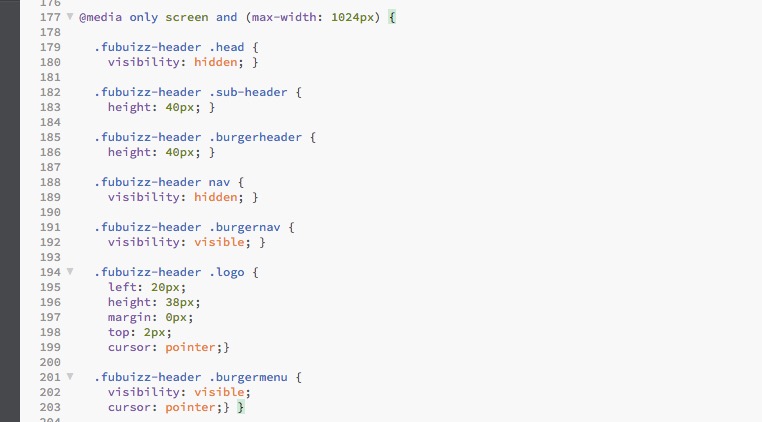 176
177 @media only screen and (max-width: 1024px) {
178
179 .fubuizz-header .head {
180 visibility: hidden; }
181
182 .fubuizz-header .sub-header {
183 height: 40px; }
184
185 .fubuizz-header .burgerheader {
186 height: 40px; }
187
188 .fubuizz-header nav {
189 visibility: hidden; }
190
191 .fubuizz-header .burgernav {
192 visibility: visible; }
193
194 .fubuizz-header .logo {
195 left: 20px;
196 height: 38px;
197 margin: 0px;
198 top: 2px;
199 cursor: pointer;}
200
201 .fubuizz-header .burgermenu {
202 visibility: visible;
203 cursor: pointer;} }
204